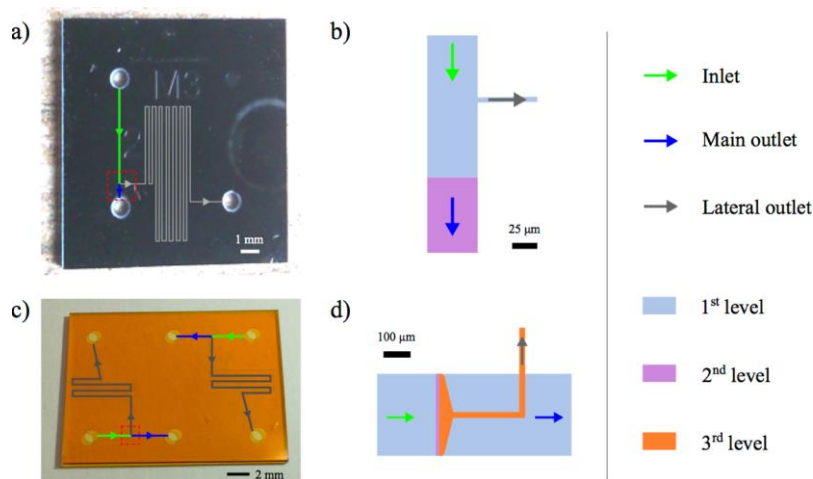 a)
1 mm
b)
25 μm
Inlet
Main outlet
Lateral outlet
c)
2 mm
d)
100 μm
1st level
2nd level
3rd level